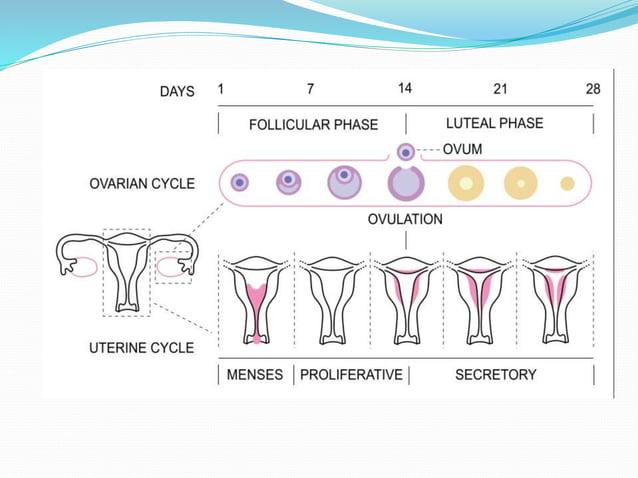 DAYS 1 7 14 21 28
FOLLICULAR PHASE LUTEAL PHASE
OVUM
OVARIAN CYCLE
OVULATION
UTERINE CYCLE
MENSES PROLIFERATIVE SECRETORY